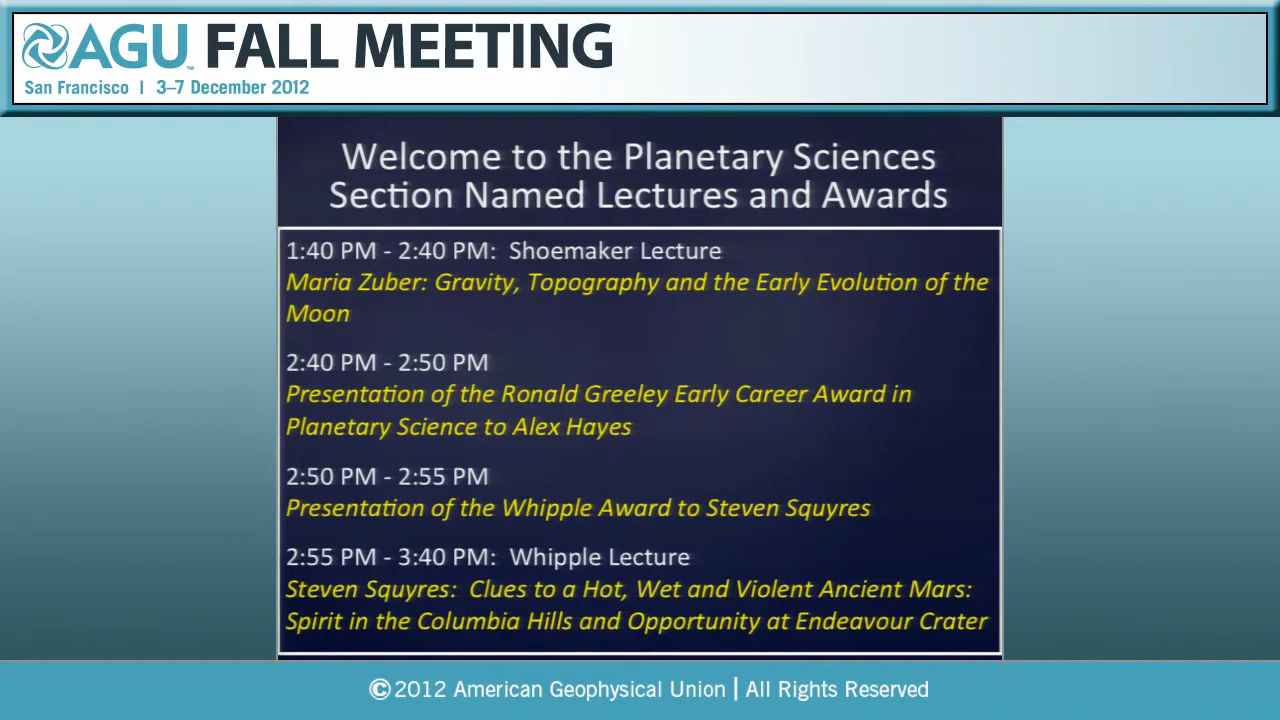 AGU™ FALL MEETING
San Francisco | 3–7 December 2012
Welcome to the Planetary Sciences
Section Named Lectures and Awards
1:40 PM - 2:40 PM: Shoemaker Lecture
Maria Zuber: Gravity, Topography and the Early Evolution of the
Moon
2:40 PM - 2:50 PM
Presentation of the Ronald Greeley Early Career Award in
Planetary Science to Alex Hayes
2:50 PM - 2:55 PM
Presentation of the Whipple Award to Steven Squyres
2:55 PM - 3:40 PM: Whipple Lecture
Steven Squyres: Clues to a Hot, Wet and Violent Ancient Mars:
Spirit in the Columbia Hills and Opportunity at Endeavour Crater
©2012 American Geophysical Union | All Rights Reserved